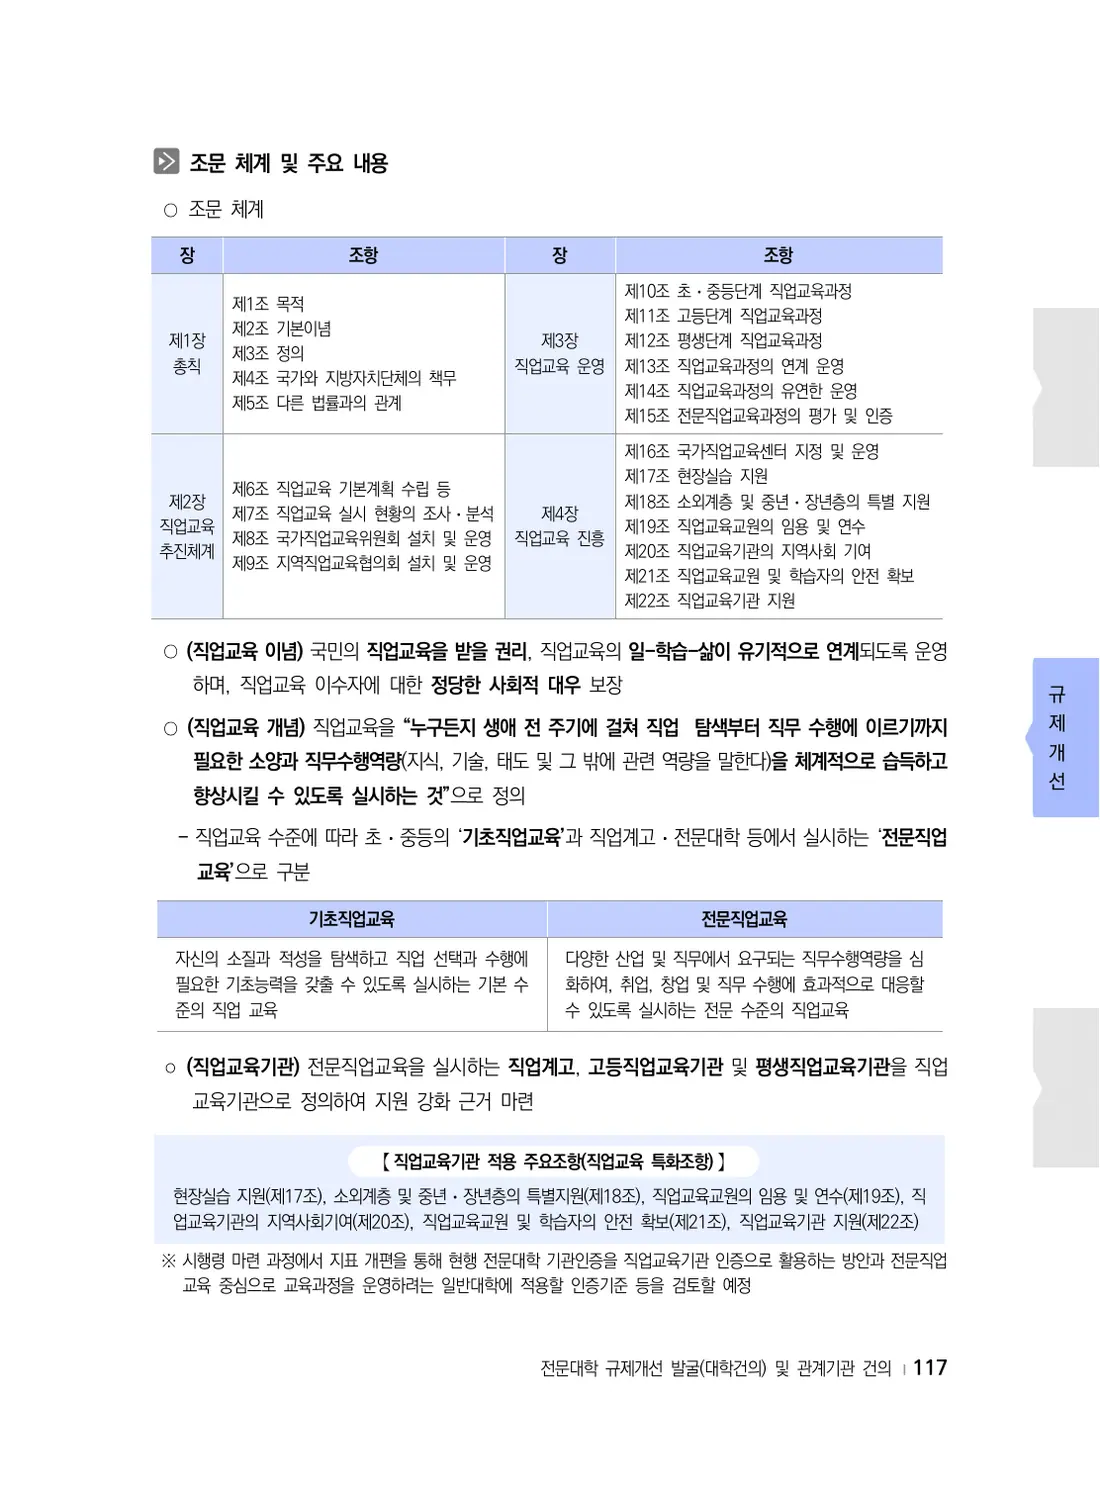 조문 체계 및 주요 내용
○ 조문 체계
장 조항 장 조항
제1장
총칙
제1조 목적
제2조 기본이념
제3조 정의
제4조 국가와 지방자치단체의 책무
제5조 다른 법률과의 관계
제3장
직업교육 운영
제10조 초·중등단계 직업교육과정
제11조 고등단계 직업교육과정
제12조 평생단계 직업교육과정
제13조 직업교육과정의 연계 운영
제14조 직업교육과정의 유연한 운영
제15조 전문직업교육과정의 평가 및 인증
제2장
직업교육
추진체계
제6조 직업교육 기본계획 수립 등
제7조 직업교육 실시 현황의 조사·분석
제8조 국가직업교육위원회 설치 및 운영
제9조 지역직업교육협의회 설치 및 운영
제4장
직업교육 진흥
제16조 국가직업교육센터 지정 및 운영
제17조 현장실습 지원
제18조 소외계층 및 중년·장년층의 특별 지원
제19조 직업교육교원의 임용 및 연수
제20조 직업교육기관의 지역사회 기여
제21조 직업교육교원 및 학습자의 안전 확보
제22조 직업교육기관 지원
○ (직업교육 이념) 국민의 직업교육을 받을 권리, 직업교육의 일-학습-삶이 유기적으로 연계되도록 운영
하며, 직업교육 이수자에 대한 정당한 사회적 대우 보장
○ (직업교육 개념) 직업교육을 “누구든지 생애 전 주기에 걸쳐 직업 탐색부터 직무 수행에 이르기까지
필요한 소양과 직무수행역량(지식, 기술, 태도 및 그 밖에 관련 역량을 말한다)을 체계적으로 습득하고
향상시킬 수 있도록 실시하는 것”으로 정의
- 직업교육 수준에 따라 초·중등의 ‘기초직업교육’과 직업계고·전문대학 등에서 실시하는 ‘전문직업
교육’으로 구분
기초직업교육 전문직업교육
자신의 소질과 적성을 탐색하고 직업 선택과 수행에
필요한 기초능력을 갖출 수 있도록 실시하는 기본 수
준의 직업 교육
다양한 산업 및 직무에서 요구되는 직무수행역량을 심
화하여, 취업, 창업 및 직무 수행에 효과적으로 대응할
수 있도록 실시하는 전문 수준의 직업교육
○ (직업교육기관) 전문직업교육을 실시하는 직업계고, 고등직업교육기관 및 평생직업교육기관을 직업
교육기관으로 정의하여 지원 강화 근거 마련
【 직업교육기관 적용 주요조항(직업교육 특화조항) 】
현장실습 지원(제17조), 소외계층 및 중년·장년층의 특별지원(제18조), 직업교육교원의 임용 및 연수(제19조), 직
업교육기관의 지역사회기여(제20조), 직업교육교원 및 학습자의 안전 확보(제21조), 직업교육기관 지원(제22조)
※ 시행령 마련 과정에서 지표 개편을 통해 현행 전문대학 기관인증을 직업교육기관 인증으로 활용하는 방안과 전문직업
교육 중심으로 교육과정을 운영하려는 일반대학에 적용할 인증기준 등을 검토할 예정
규
제
개
선
전문대학 규제개선 발굴(대학건의) 및 관계기관 건의 | 117